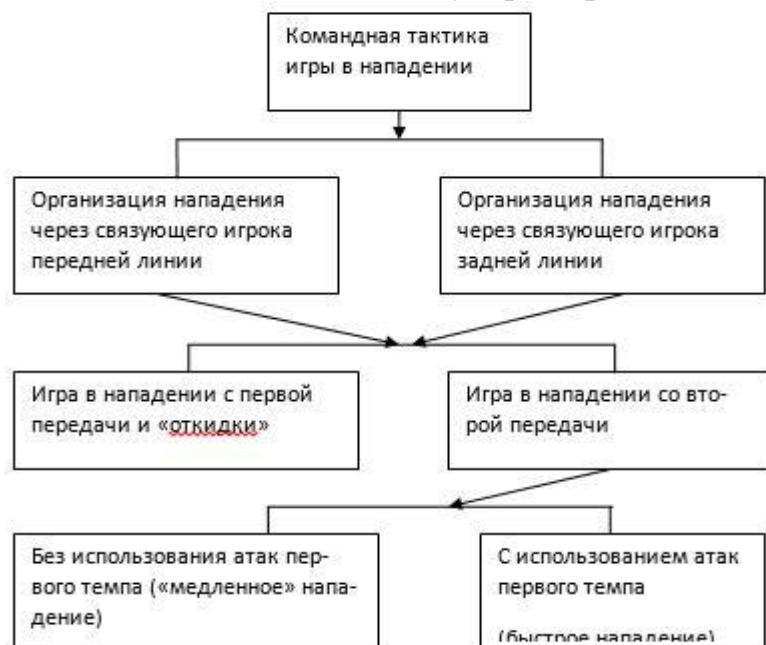 Командная тактика
игры в нападении
Организация нападения
через связующего игрока
передней линии
Организация нападения
через связующего игрока
задней линии
Игра в нападении с первой
передачи и «откидки»
Игра в нападении со вто-
рой передачи
Без использования атак пер-
вого темпа («медленное» напа-
дение)
С использованием атак
первого темпа
(быстрое нападение)